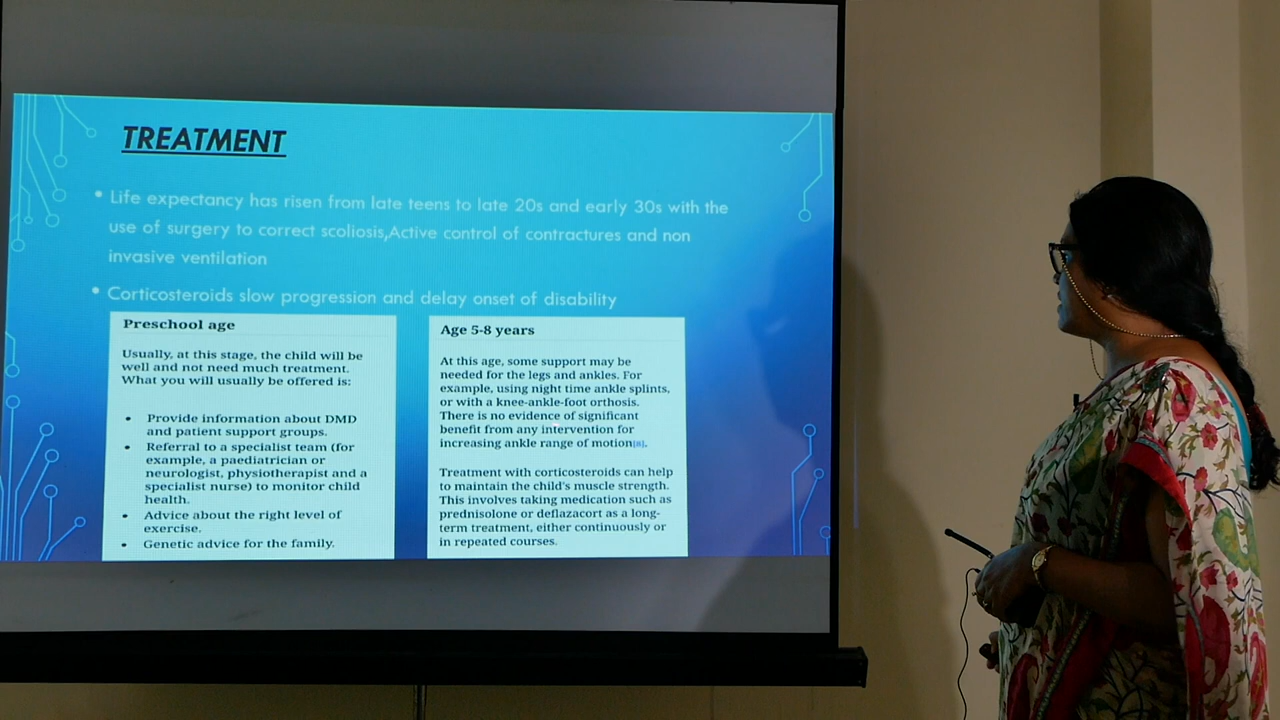 TREATMENT
• Life expectancy has risen from late teens to late 20s and early 30s with the
use of surgery to correct scoliosis,Active control of contractures and non
invasive ventilation
• Corticosteroids slow progression and delay onset of disability
Preschool age
Usually, at this stage, the child will be
well and not need much treatment.
What you will usually be offered is:
• Provide information about DMD
and patient support groups.
• Referral to a specialist team (for
example, a paediatrician or
neurologist, physiotherapist and a
specialist nurse) to monitor child
health.
• Advice about the right level of
exercise.
• Genetic advice for the family.
Age 5-8 years
At this age, some support may be
needed for the legs and ankles. For
example, using night time ankle splints,
or with a knee-ankle-foot orthosis.
There is no evidence of significant
benefit from any intervention for
increasing ankle range of motion[8].
Treatment with corticosteroids can help
to maintain the child's muscle strength.
This involves taking medication such as
prednisolone or deflazacort as a long-
term treatment, either continuously or
in repeated courses.